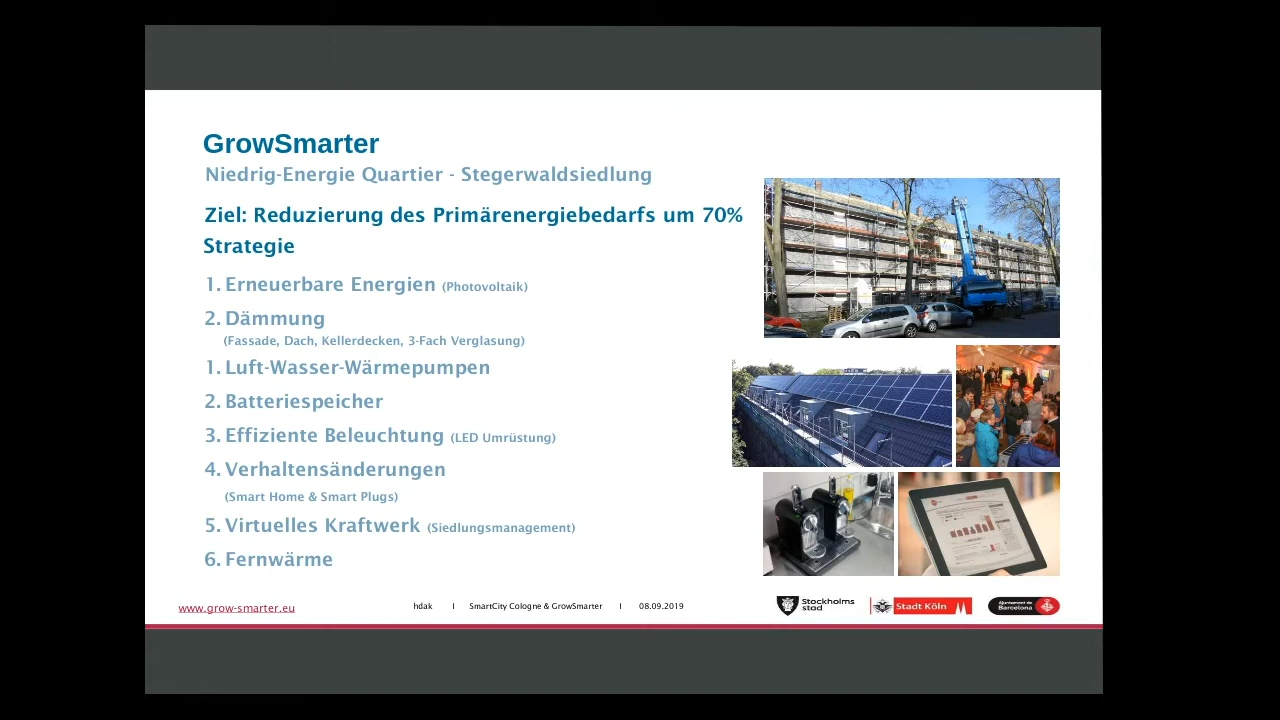 GrowSmarter
Niedrig-Energie Quartier - Stegerwaldsiedlung
Ziel: Reduzierung des Primärenergiebedarfs um 70%
Strategie
1. Erneuerbare Energien (Photovoltaik)
2. Dämmung
(Fassade, Dach, Kellerdecken, 3-Fach Verglasung)
1. Luft-Wasser-Wärmepumpen
2. Batteriespeicher
3. Effiziente Beleuchtung (LED Umrüstung)
4. Verhaltensänderungen
(Smart Home & Smart Plugs)
5. Virtuelles Kraftwerk (Siedlungsmanagement)
6. Fernwärme
www.grow-smarter.eu
hdak I SmartCity Cologne & GrowSmarter I 08.09.2019
Stockholms
stad
Stadt Köln
Ajuntament de
Barcelona